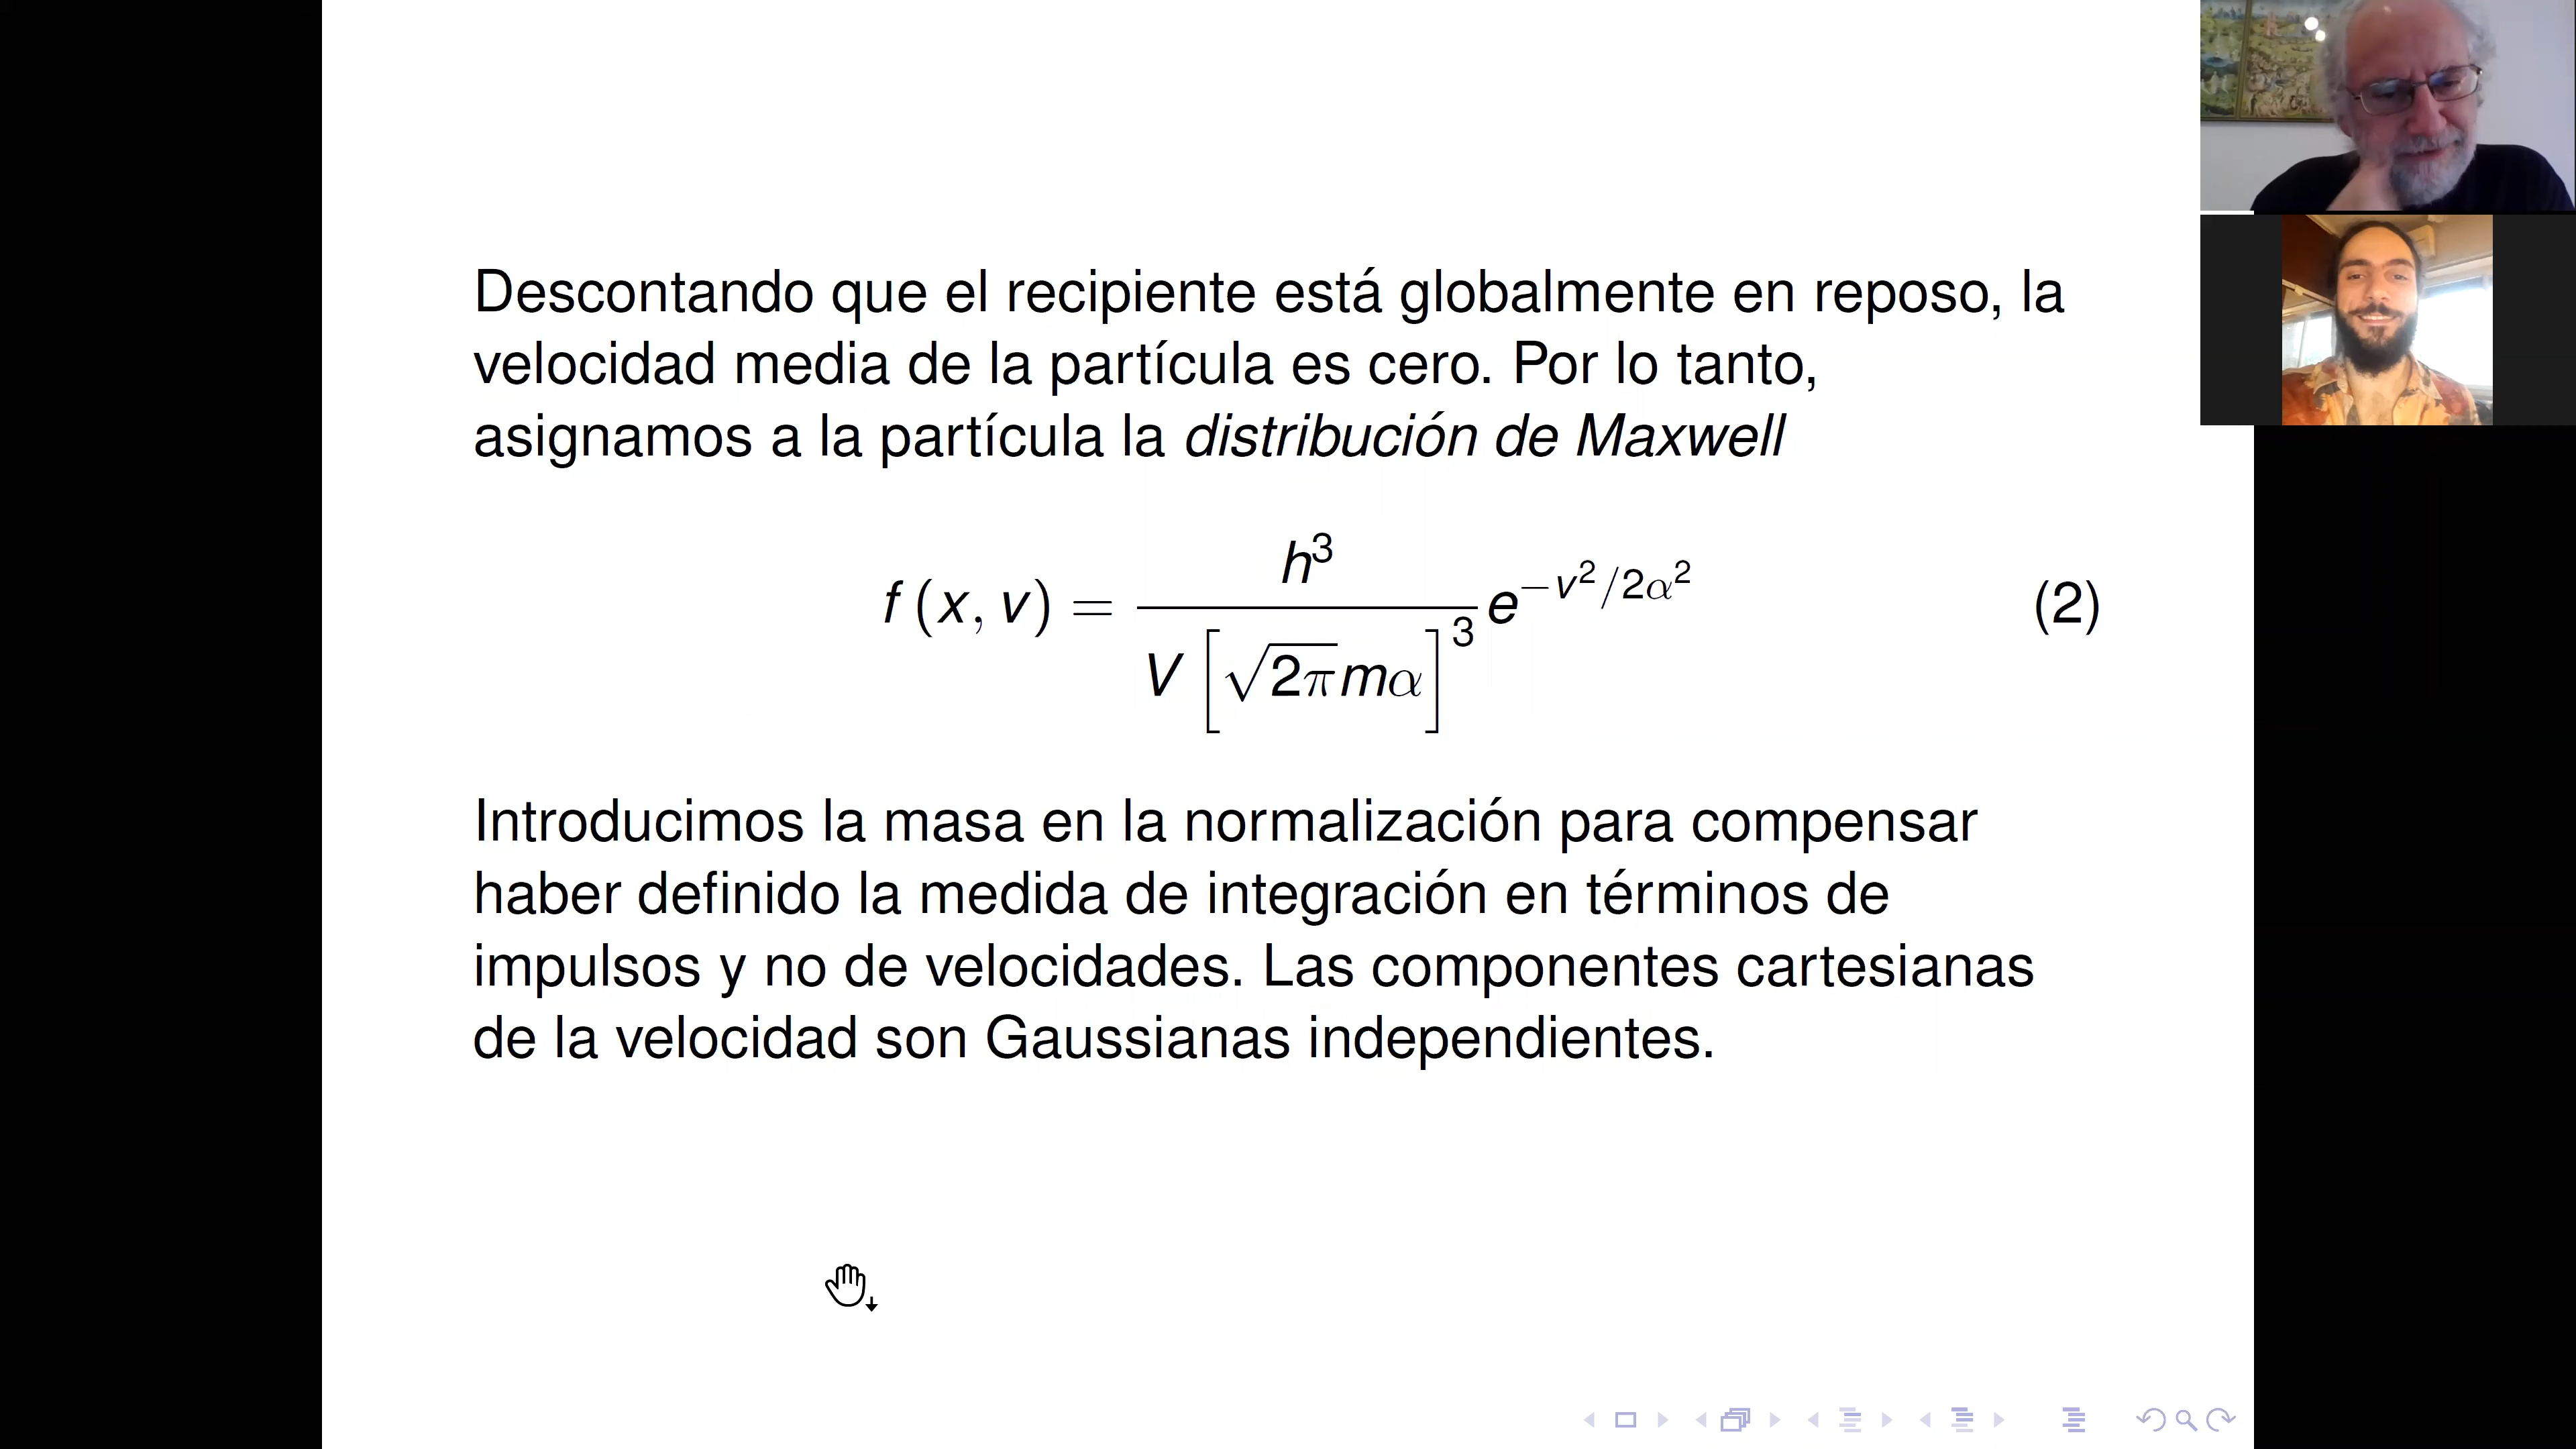 Descontando que el recipiente está globalmente en reposo, la
velocidad media de la partícula es cero. Por lo tanto,
asignamos a la partícula la distribución de Maxwell
f (x, v) = \frac{h^3}{V [\sqrt{2π}mα]^3} e^{−v^2/2α^2} (2)
Introducimos la masa en la normalización para compensar
haber definido la medida de integración en términos de
impulsos y no de velocidades. Las componentes cartesianas
de la velocidad son Gaussianas independientes.